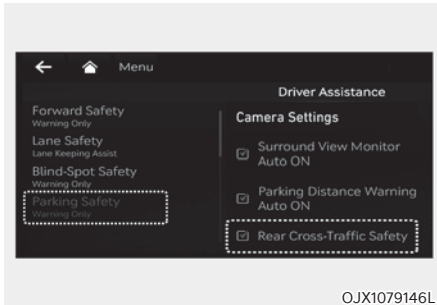 Menu
Driver Assistance
Forward Safety
Warning Only
Lane Safety
Lane Keeping Assist
Blind-Spot Safety
Warning Only
Parking Safety
Warning Only
Camera Settings
Surround View Monitor
Auto ON
Parking Distance Warning
Auto ON
Rear Cross-Traffic Safety
OJX1079146L